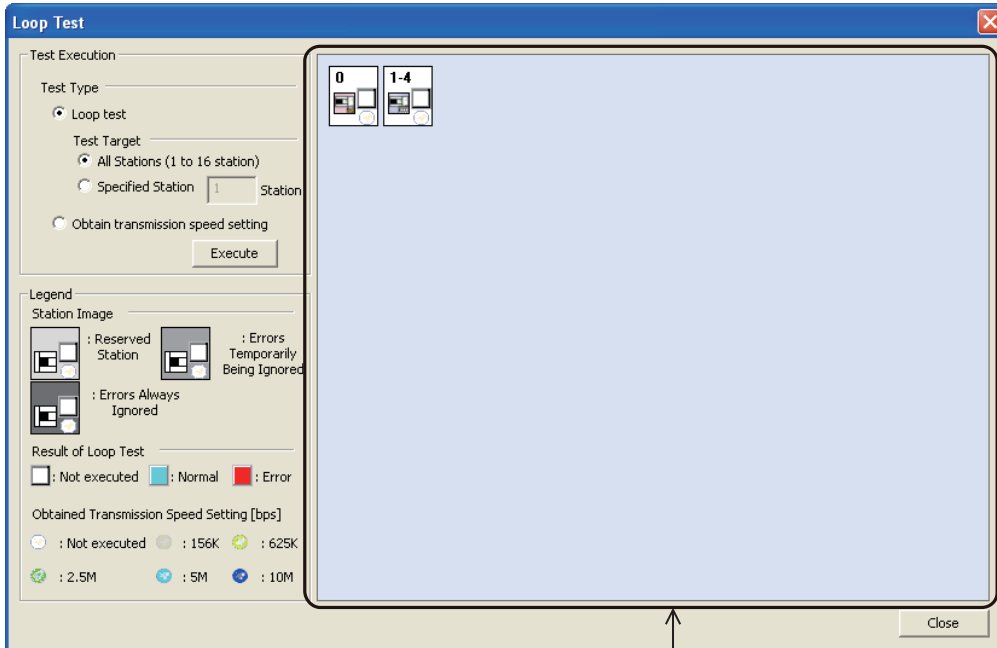 Loop Test
Test Execution
Test Type
Loop test
Test Target
All Stations (1 to 16 station)
Specified Station 1 Station
Obtain transmission speed setting
Execute
Legend
Station Image
: Reserved Station
: Errors Temporarily Being Ignored
: Errors Always Ignored
Result of Loop Test
: Not executed : Normal : Error
Obtained Transmission Speed Setting [bps]
: Not executed : 156K : 625K
: 2.5M : 5M : 10M
0 1-4
Close